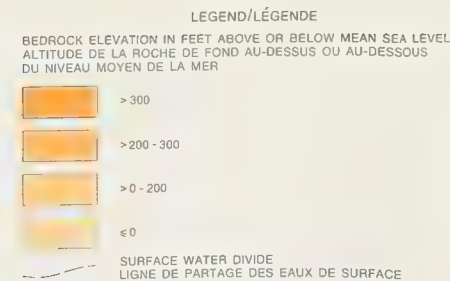 LEGEND/LÉGENDE
BEDROCK ELEVATION IN FEET ABOVE OR BELOW MEAN SEA LEVEL
ALTITUDE DE LA ROCHE DE FOND AU-DESSUS OU AU-DESSOUS
DU NIVEAU MOYEN DE LA MER
> 300
> 200 - 300
> 0 - 200
≤ 0
SURFACE WATER DIVIDE
LIGNE DE PARTAGE DES EAUX DE SURFACE